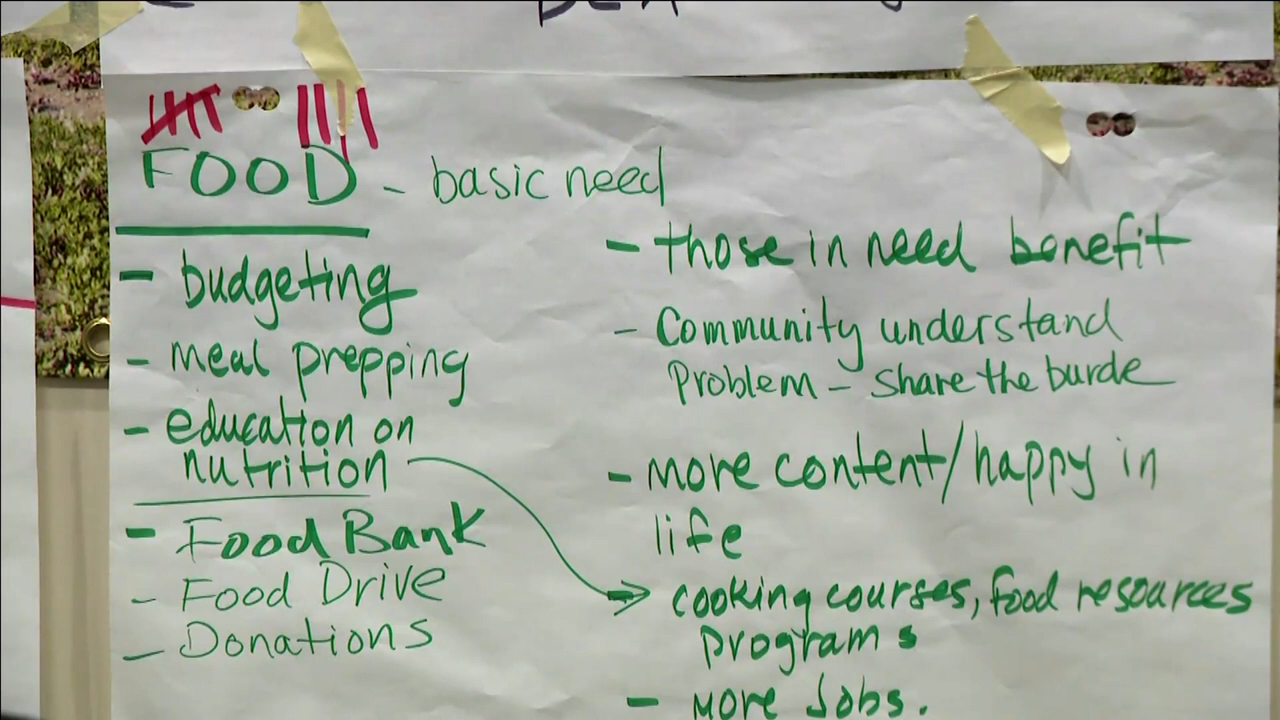 FOOD - basic need
- budgeting
- meal prepping
- education on
nutrition
- Food Bank
- Food Drive
- Donations
- those in need benefit
- Community understand
Problem - Share the burde
- more content/happy in
life
cooking courses, food resources
programs
- More Jobs.